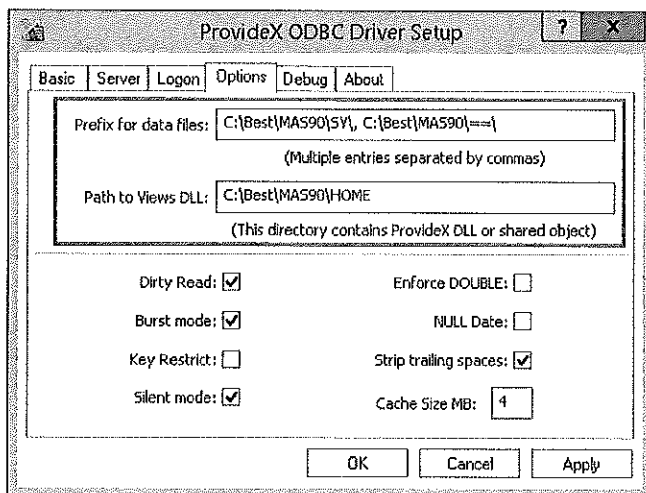 ProvideX ODBC Driver Setup
? X
Basic Server Logon Options Debug About
Prefix for data files: C:\Best\MAS90\SY\, C:\Best\MAS90\==\
(Multiple entries separated by commas)
Path to Views DLL: C:\Best\MAS90\HOME
(This directory contains ProvideX DLL or shared object)
Dirty Read: Enforce DOUBLE:
Burst mode: NULL Date:
Key Restrict: Strip trailing spaces:
Silent mode: Cache Size MB: 4
OK Cancel Apply